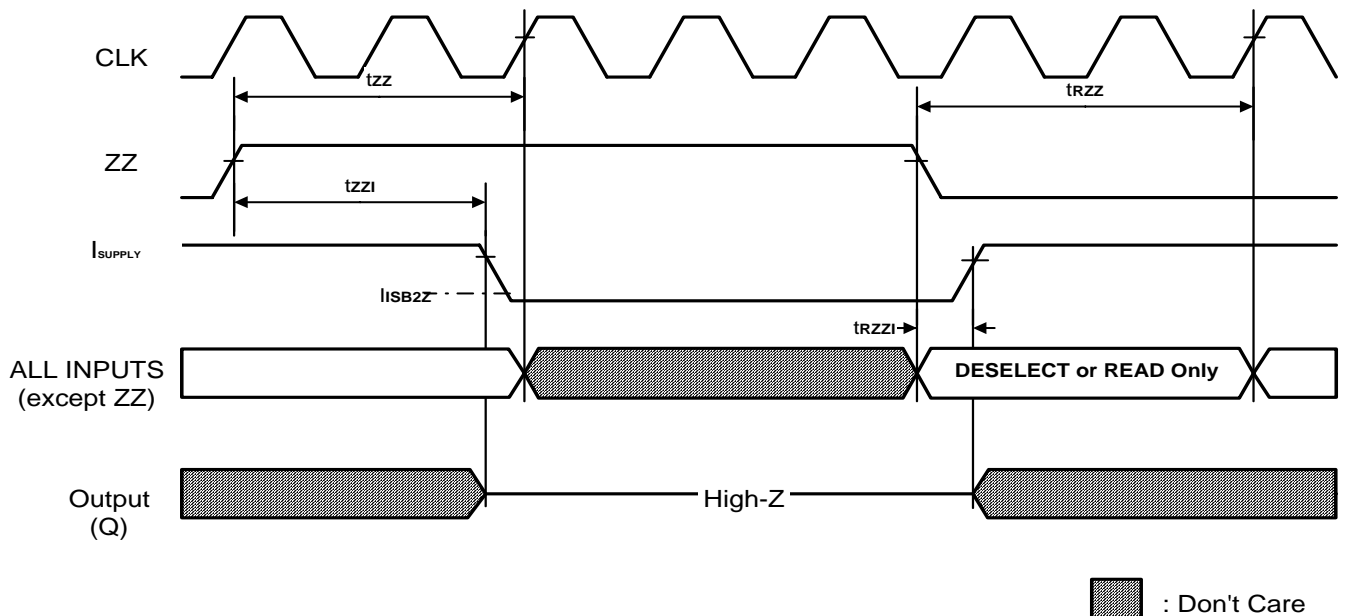 CLK
tZZ
tRZZ
ZZ
tZZI
ISUPPLY
IISB2Z
tRZZI
ALL INPUTS
(except ZZ)
DESELECT or READ Only
Output
(Q)
High-Z
: Don't Care